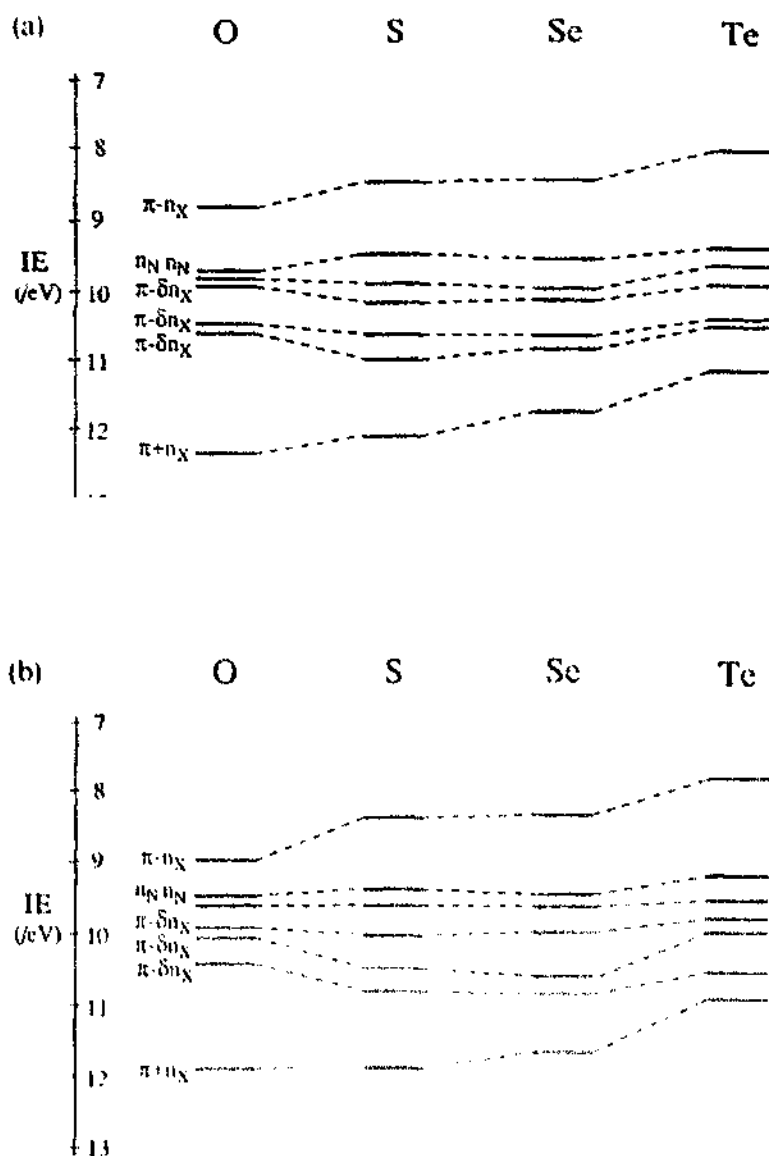 (a) O S Se Te
7
8
π-nX
9
nN nN
IE
π-δnX
(/eV)
10
π-δnX
π-δnX
11
12
π+nX
(b) O S Se Te
7
8
π-nX
9
nN nN
IE
π-δnX
(/eV)
10
π-δnX
π-δnX
11
π+nX
12
13